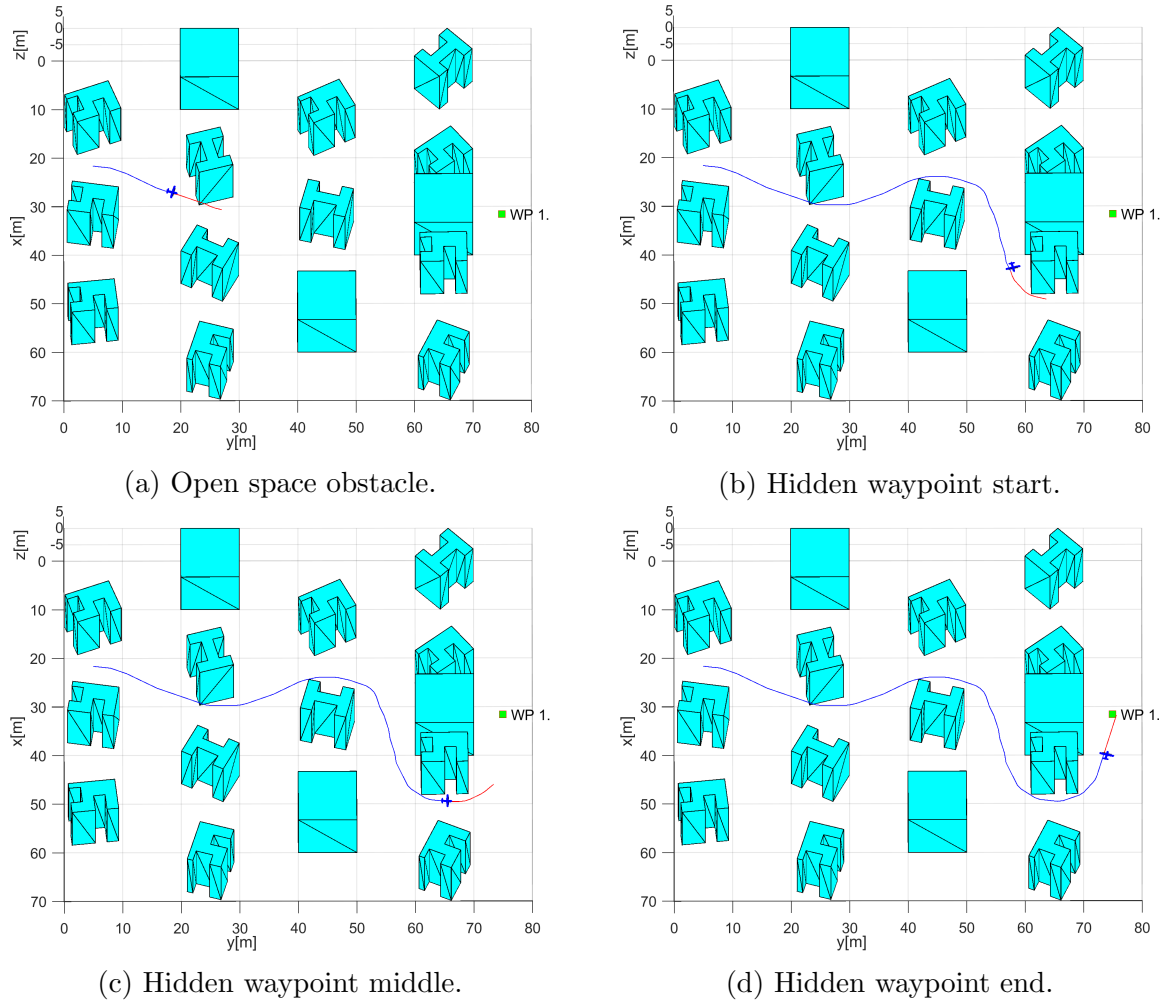 5
0
-5
z[m]
0
10
20
30
40
50
60
70
x[m]
WP 1.
0 10 20 30 40 50 60 70 80
y[m]
(a) Open space obstacle.
5
0
-5
z[m]
0
10
20
30
40
50
60
70
x[m]
WP 1.
0 10 20 30 40 50 60 70 80
y[m]
(b) Hidden waypoint start.
5
0
-5
z[m]
0
10
20
30
40
50
60
70
x[m]
WP 1.
0 10 20 30 40 50 60 70 80
y[m]
(c) Hidden waypoint middle.
5
0
-5
z[m]
0
10
20
30
40
50
60
70
x[m]
WP 1.
0 10 20 30 40 50 60 70 80
y[m]
(d) Hidden waypoint end.